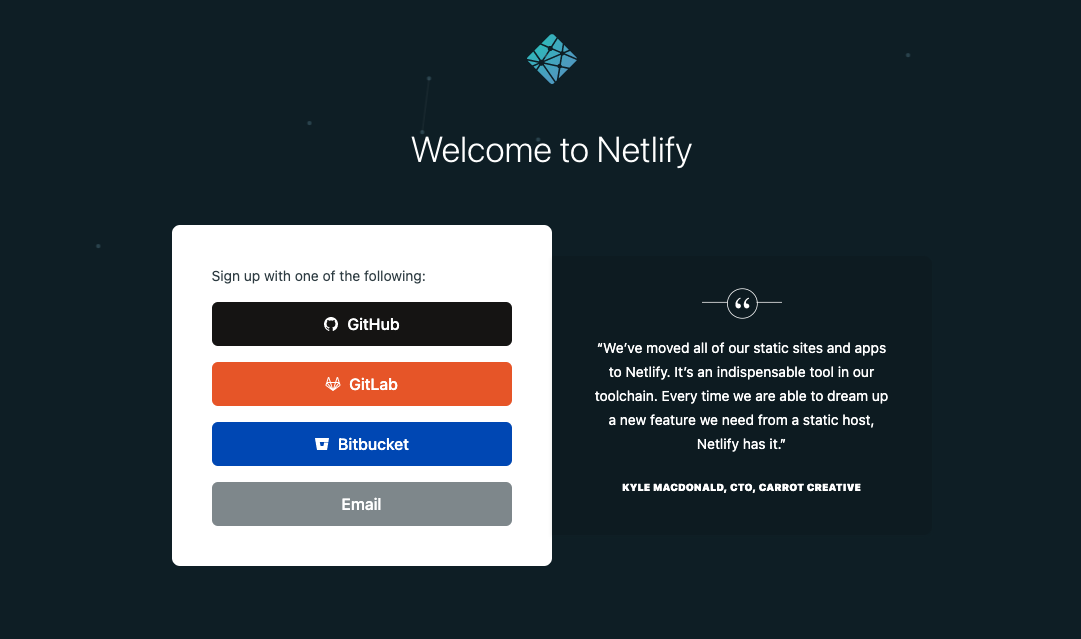 Welcome to Netlify
Sign up with one of the following:
GitHub
GitLab
Bitbucket
Email
“We’ve moved all of our static sites and apps
to Netlify. It’s an indispensable tool in our
toolchain. Every time we are able to dream up
a new feature we need from a static host,
Netlify has it.”
KYLE MACDONALD, CTO, CARROT CREATIVE